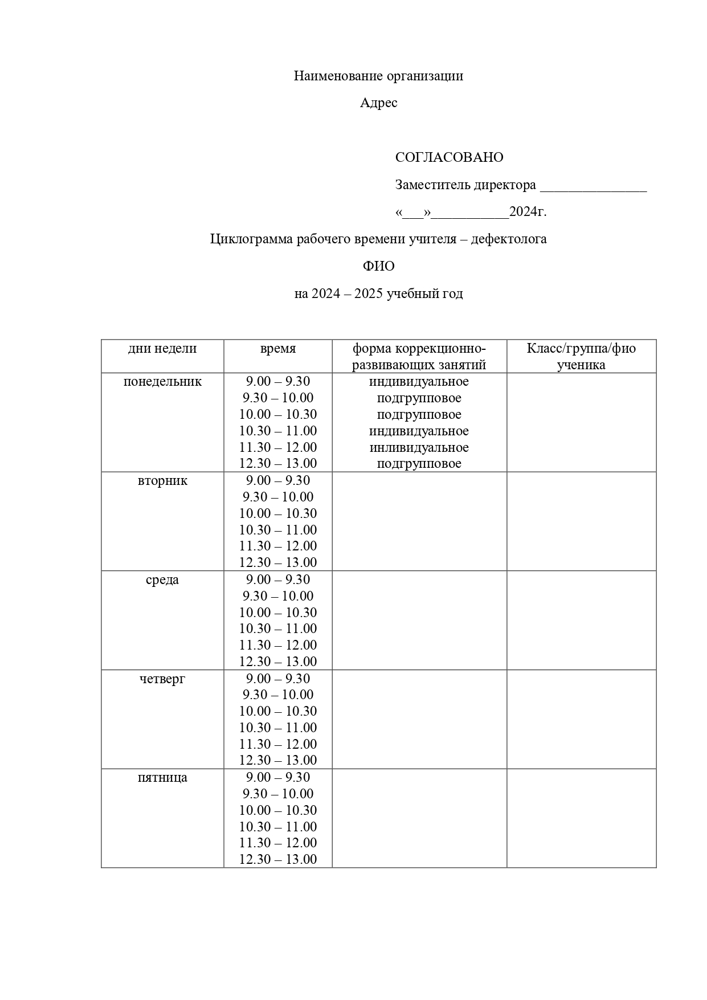 Наименование организации
Адрес
СОГЛАСОВАНО
Заместитель директора _______________
«___»___________2024г.
Циклограмма рабочего времени учителя – дефектолога
ФИО
на 2024 – 2025 учебный год
дни недели время форма коррекционно- Класс/группа/фио
развивающих занятий ученика
понедельник 9.00 – 9.30 индивидуальное
9.30 – 10.00 подгрупповое
10.00 – 10.30 подгрупповое
10.30 – 11.00 индивидуальное
11.30 – 12.00 инливидуальное
12.30 – 13.00 подгрупповое
вторник 9.00 – 9.30
9.30 – 10.00
10.00 – 10.30
10.30 – 11.00
11.30 – 12.00
12.30 – 13.00
среда 9.00 – 9.30
9.30 – 10.00
10.00 – 10.30
10.30 – 11.00
11.30 – 12.00
12.30 – 13.00
четверг 9.00 – 9.30
9.30 – 10.00
10.00 – 10.30
10.30 – 11.00
11.30 – 12.00
12.30 – 13.00
пятница 9.00 – 9.30
9.30 – 10.00
10.00 – 10.30
10.30 – 11.00
11.30 – 12.00
12.30 – 13.00